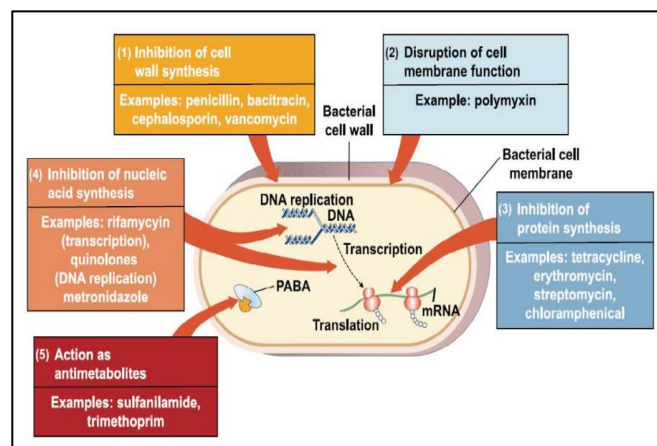 (1) Inhibition of cell
wall synthesis
Examples: penicillin, bacitracin,
cephalosporin, vancomycin
(2) Disruption of cell
membrane function
Example: polymyxin
Bacterial
cell wall
Bacterial cell
membrane
(4) Inhibition of nucleic
acid synthesis
Examples: rifamycyin
(transcription),
quinolones
(DNA replication)
metronidazole
DNA replication
DNA
Transcription
(3) Inhibition of
protein synthesis
Examples: tetracycline,
erythromycin,
streptomycin,
chloramphenical
PABA
mRNA
Translation
(5) Action as
antimetabolites
Examples: sulfanilamide,
trimethoprim